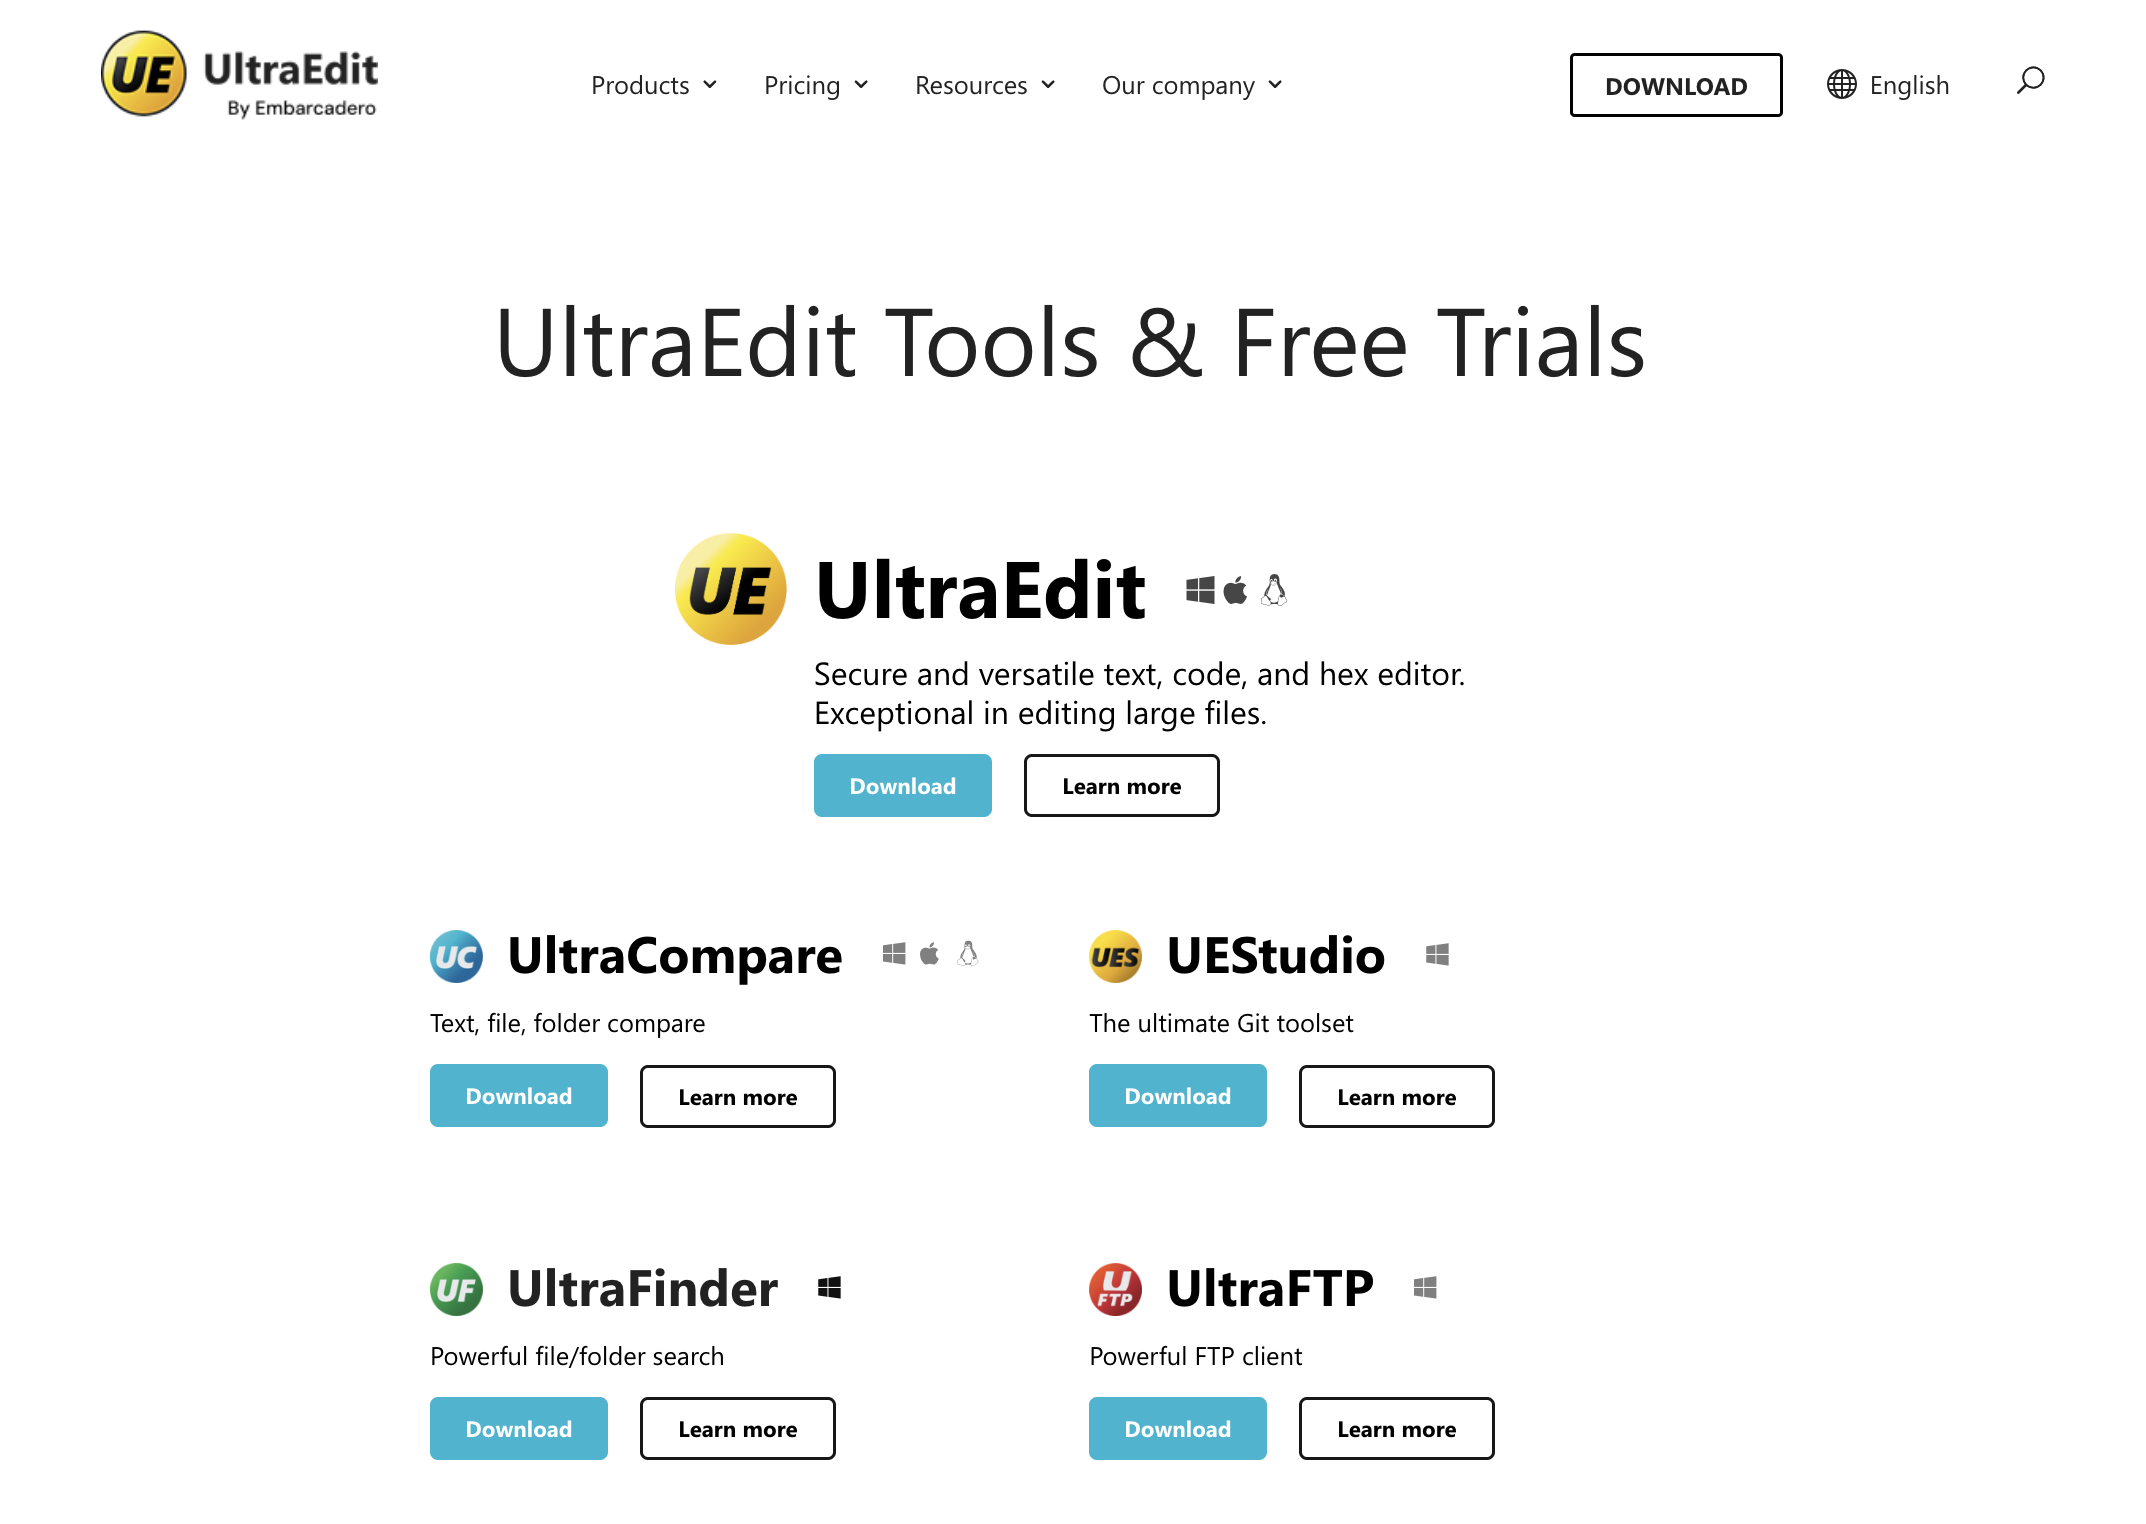 UE UltraEdit
By Embarcadero
Products Pricing Resources Our company DOWNLOAD English
UltraEdit Tools & Free Trials
UE UltraEdit
Secure and versatile text, code, and hex editor.
Exceptional in editing large files.
Download Learn more
UC UltraCompare
Text, file, folder compare
Download Learn more
UES UEStudio
The ultimate Git toolset
Download Learn more
UF UltraFinder
Powerful file/folder search
Download Learn more
U FTP UltraFTP
Powerful FTP client
Download Learn more